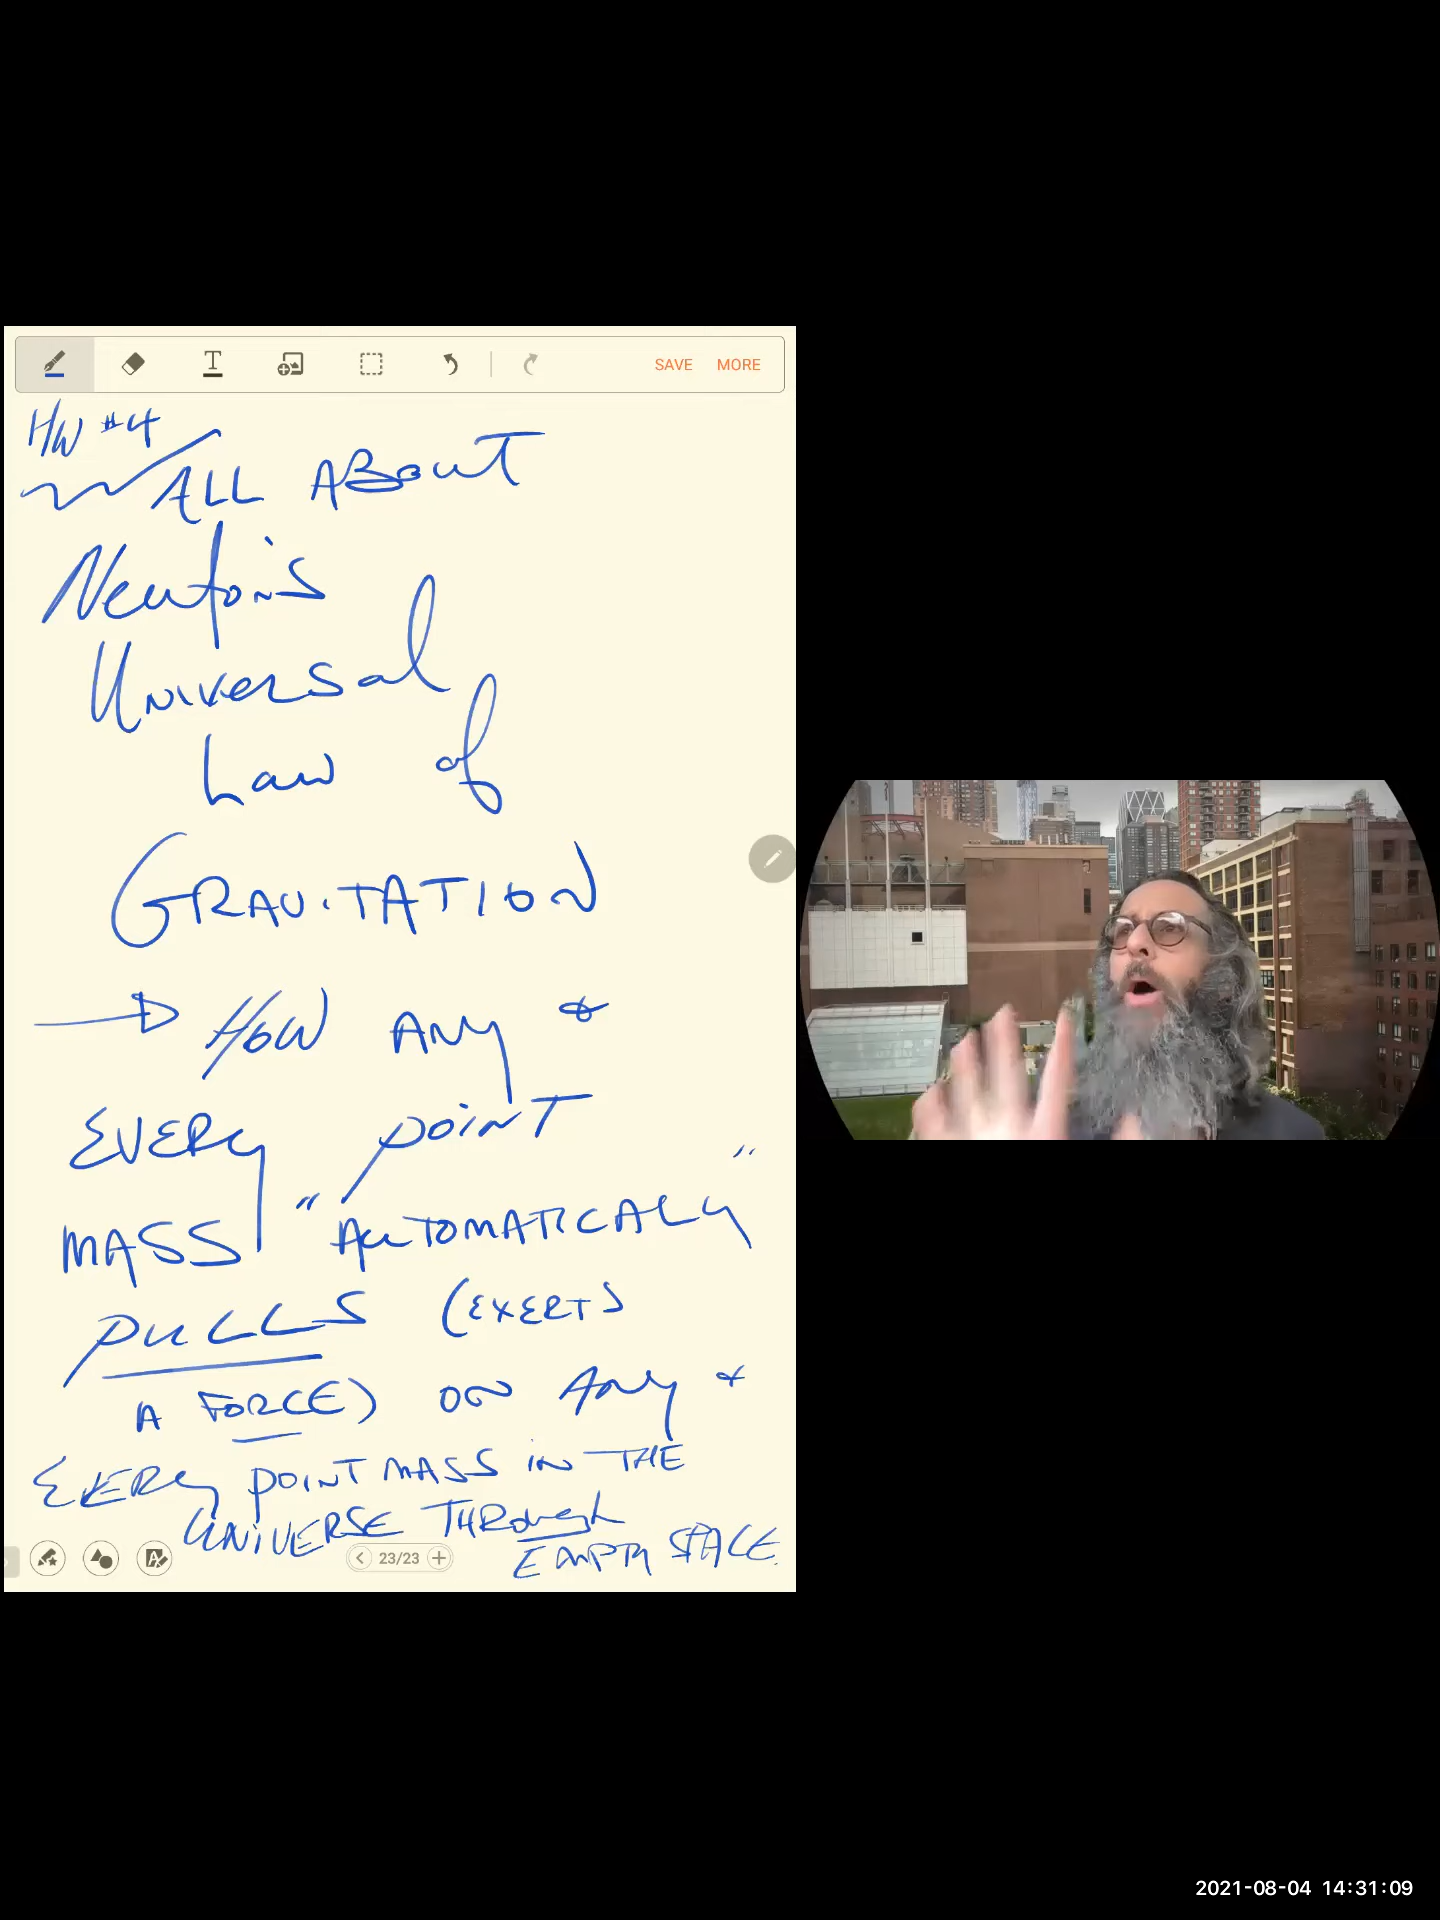 SAVE MORE
HW #4
ALL ABOUT
Newton's
Universal
Law of
GRAVITATION
HOW ANY &
EVERY POINT
MASS "AUTOMATICALY"
PULLS (EXERTS
A FORCE) ON ANY &
EVERY POINT MASS IN THE
UNIVERSE THROUGH
EMPTY SPACE.
23/23
2021-08-04 14:31:09